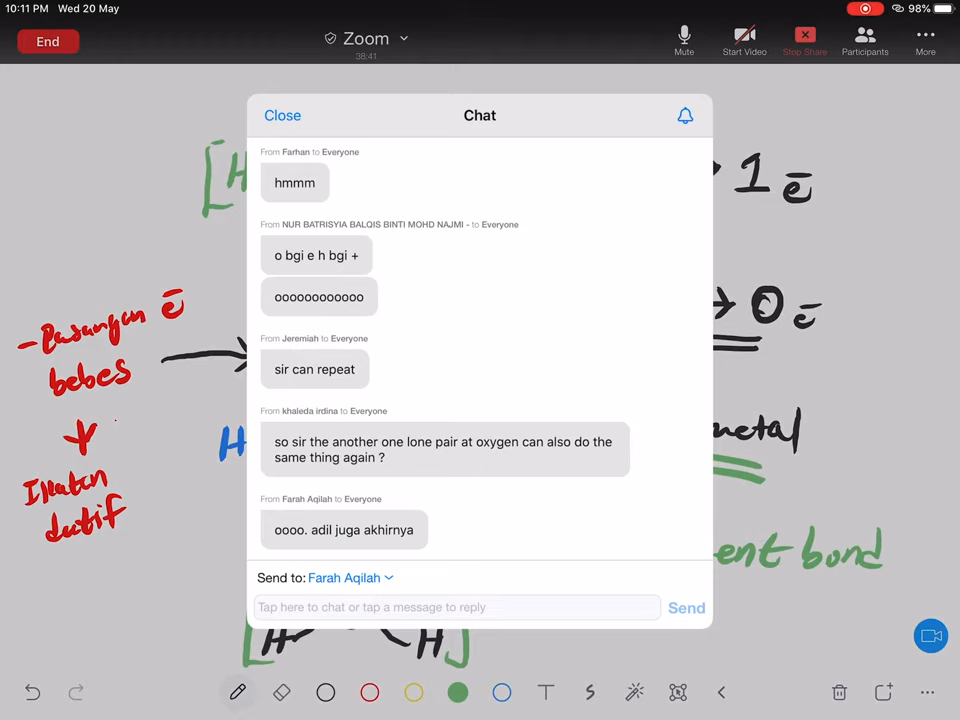 10:11 PM Wed 20 May 98%
End
Zoom
38:41
Mute
Start Video
Stop Share
Participants
More
Close
Chat
From Farhan to Everyone
hmmm
From NUR BATRISYIA BALQIS BINTI MOHD NAJMI - to Everyone
o bgi e h bgi +
oooooooooooo
From Jeremiah to Everyone
sir can repeat
From khaleda irdina to Everyone
so sir the another one lone pair at oxygen can also do the
same thing again ?
From Farah Aqilah to Everyone
oooo. adil juga akhirnya
Send to: Farah Aqilah
Tap here to chat or tap a message to reply
Send
[H
1 ē
→ 0 ē
- Pasangan ē
bebes
H
metal
Ikatan
datif
ent bond
[H H]
T